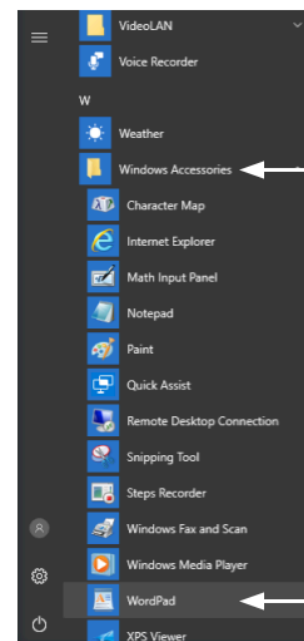 VideoLAN
Voice Recorder
W
Weather
Windows Accessories
Character Map
Internet Explorer
Math Input Panel
Notepad
Paint
Quick Assist
Remote Desktop Connection
Snipping Tool
Steps Recorder
Windows Fax and Scan
Windows Media Player
WordPad
XPS Viewer